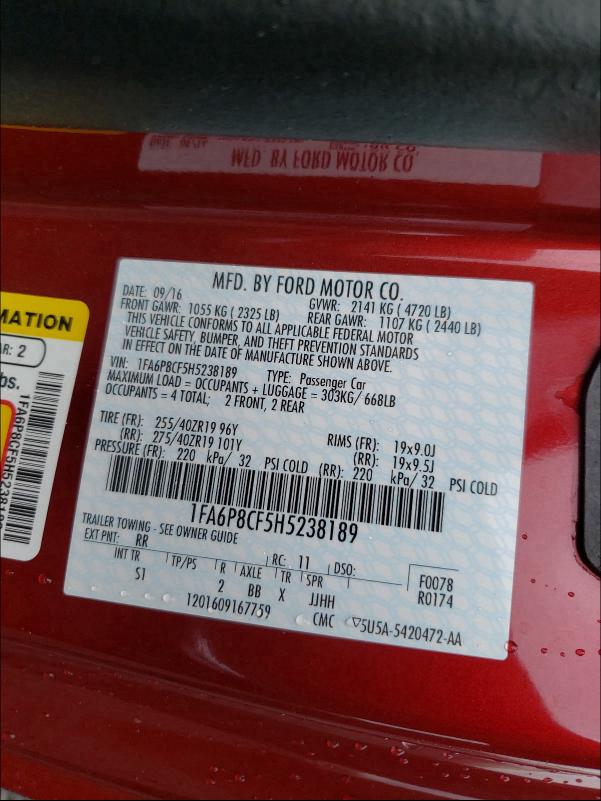 MFD. BY FORD MOTOR CO.
MATION
AR: 2
bs.
1FA6P8CF5H523818
MFD. BY FORD MOTOR CO.
DATE: 09/16 GVWR: 2141 KG ( 4720 LB)
FRONT GAWR: 1055 KG ( 2325 LB) REAR GAWR: 1107 KG ( 2440 LB)
THIS VEHICLE CONFORMS TO ALL APPLICABLE FEDERAL MOTOR
VEHICLE SAFETY, BUMPER, AND THEFT PREVENTION STANDARDS
IN EFFECT ON THE DATE OF MANUFACTURE SHOWN ABOVE.
VIN: 1FA6P8CF5H5238189 TYPE: Passenger Car
MAXIMUM LOAD = OCCUPANTS + LUGGAGE = 303KG/ 668LB
OCCUPANTS = 4 TOTAL; 2 FRONT, 2 REAR
TIRE (FR): 255/40ZR19 96Y RIMS (FR): 19x9.0J
(RR): 275/40ZR19 101Y (RR): 19x9.5J
PRESSURE (FR): 220 kPa/ 32 PSI COLD (RR): 220 kPa/ 32 PSI COLD
1FA6P8CF5H5238189
TRAILER TOWING - SEE OWNER GUIDE
EXT PNT: RR RC: 11 DSO: F0078
INT TR TP/PS R AXLE TR SPR R0174
S1 2 BB X JJHH
1201609167759 CMC ▽5U5A-5420472-AA